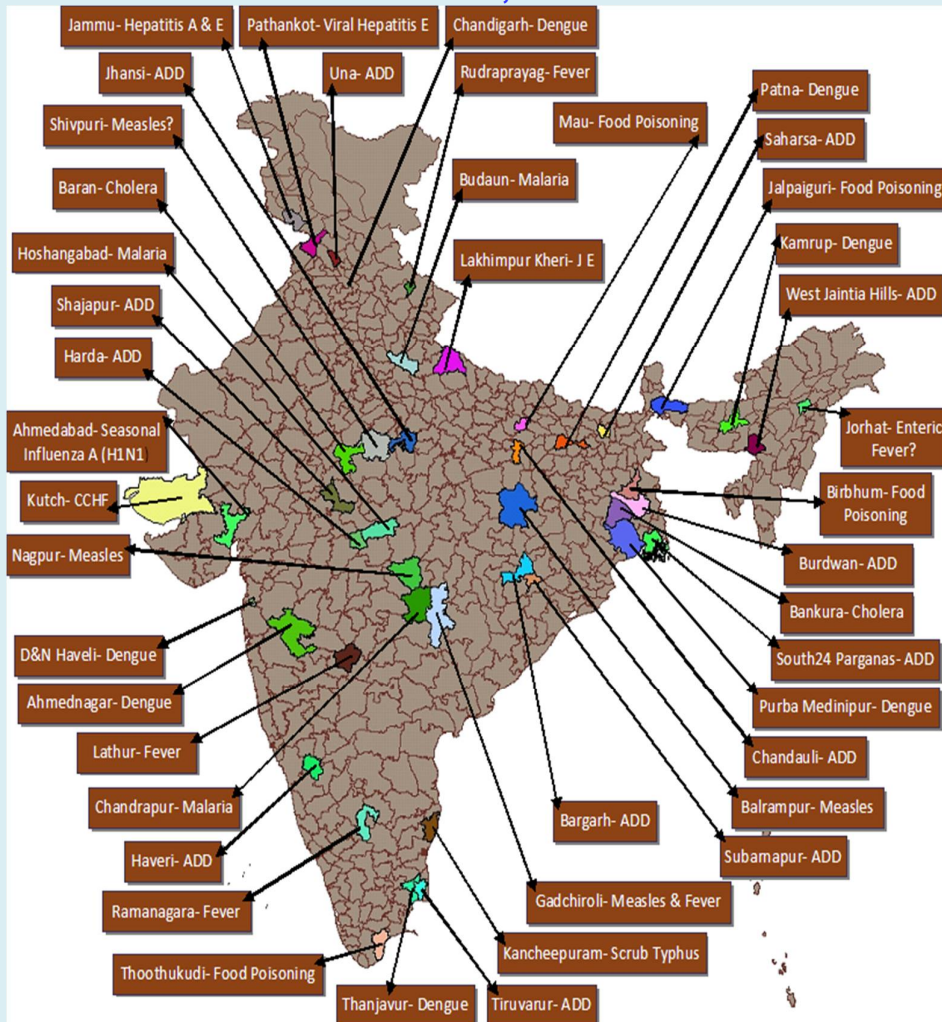 Jammu- Hepatitis A & E
Pathankot- Viral Hepatitis E
Chandigarh- Dengue
Jhansi- ADD
Una- ADD
Rudraprayag- Fever
Shivpuri- Measles?
Mau- Food Poisoning
Patna- Dengue
Saharsa- ADD
Baran- Cholera
Budaun- Malaria
Jalpaiguri- Food Poisoning
Hoshangabad- Malaria
Lakhimpur Kheri- J E
Kamrup- Dengue
Shajapur- ADD
West Jaintia Hills- ADD
Harda- ADD
Ahmedabad- Seasonal
Influenza A (H1N1)
Jorhat- Enteric
Fever?
Kutch- CCHF
Birbhum- Food
Poisoning
Nagpur- Measles
Burdwan- ADD
Bankura- Cholera
D&N Haveli- Dengue
South24 Parganas- ADD
Ahmednagar- Dengue
Purba Medinipur- Dengue
Lathur- Fever
Chandauli- ADD
Chandrapur- Malaria
Balrampur- Measles
Bargarh- ADD
Haveri- ADD
Subarnapur- ADD
Ramanagara- Fever
Gadchiroli- Measles & Fever
Kancheepuram- Scrub Typhus
Thoothukudi- Food Poisoning
Thanjavur- Dengue
Tiruvarur- ADD